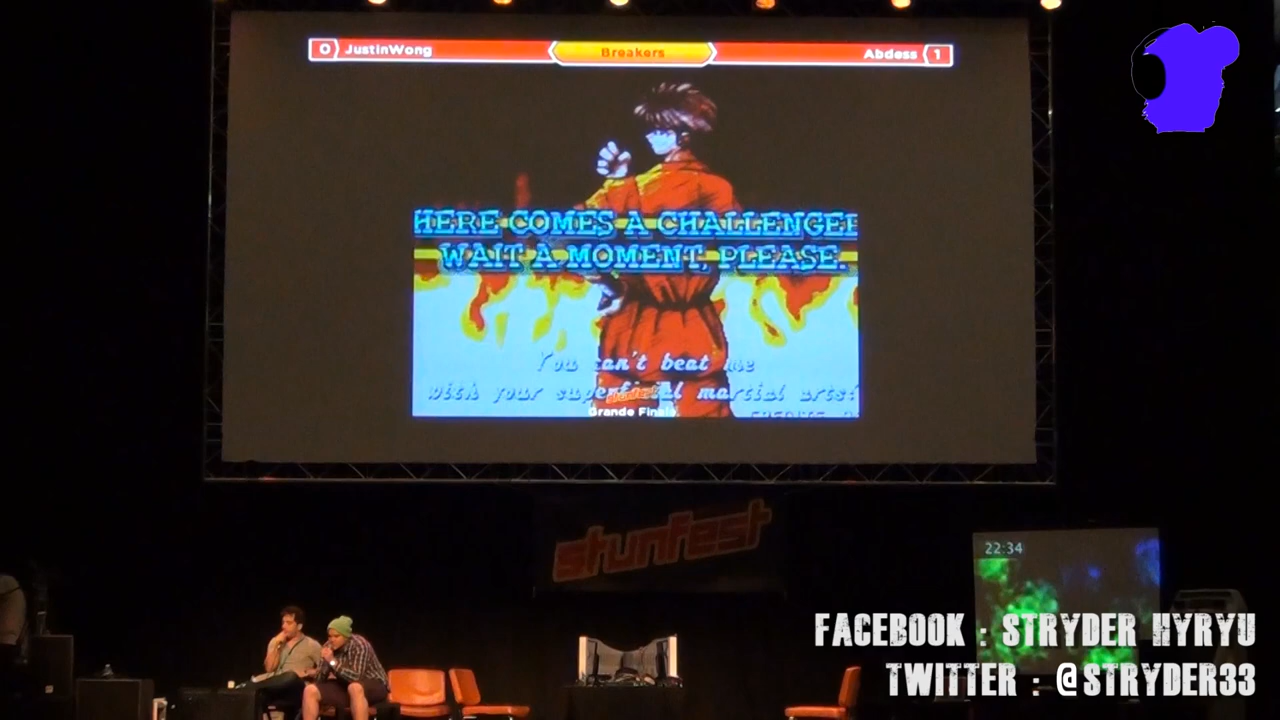 0 JustinWong Breakers Abdess 1
HERE COMES A CHALLENGER
WAIT A MOMENT, PLEASE.
You can't beat me
with your superficial martial arts!
Grande Finale
stunfest
22:34
FACEBOOK : STRYDER HYRYU
TWITTER : @STRYDER33